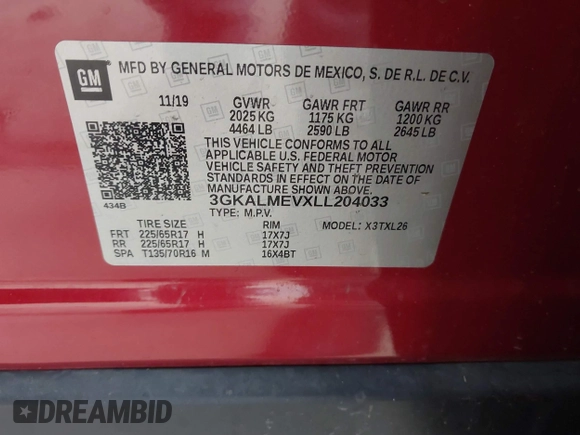 GM
MFD BY GENERAL MOTORS DE MEXICO, S. DE R.L. DE C.V.
11/19 GVWR GAWR FRT GAWR RR
2025 KG 1175 KG 1200 KG
4464 LB 2590 LB 2645 LB
THIS VEHICLE CONFORMS TO ALL
APPLICABLE U.S. FEDERAL MOTOR
VEHICLE SAFETY AND THEFT PREVENTION
STANDARDS IN EFFECT ON THE DATE OF
MANUFACTURE SHOWN ABOVE.
3GKALMEVXLL204033
434B
TYPE: M.P.V. MODEL: X3TXL26
TIRE SIZE RIM
FRT 225/65R17 H 17X7J
RR 225/65R17 H 17X7J
SPA T135/70R16 M 16X4BT
DREAMBID